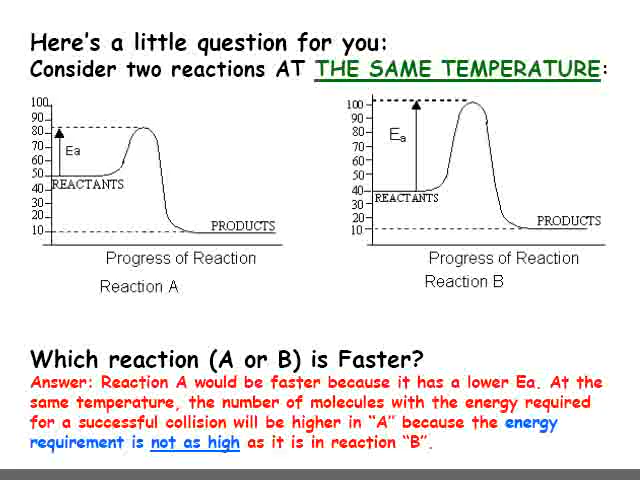 Here's a little question for you:
Consider two reactions AT THE SAME TEMPERATURE:
100
90
80
70
60
50
40
30
20
10
Ea
REACTANTS
PRODUCTS
Progress of Reaction
Reaction A
100
90
80
70
60
50
40
30
20
10
Ea
REACTANTS
PRODUCTS
Progress of Reaction
Reaction B
Which reaction (A or B) is Faster?
Answer: Reaction A would be faster because it has a lower Ea. At the
same temperature, the number of molecules with the energy required
for a successful collision will be higher in “A” because the energy
requirement is not as high as it is in reaction “B”.